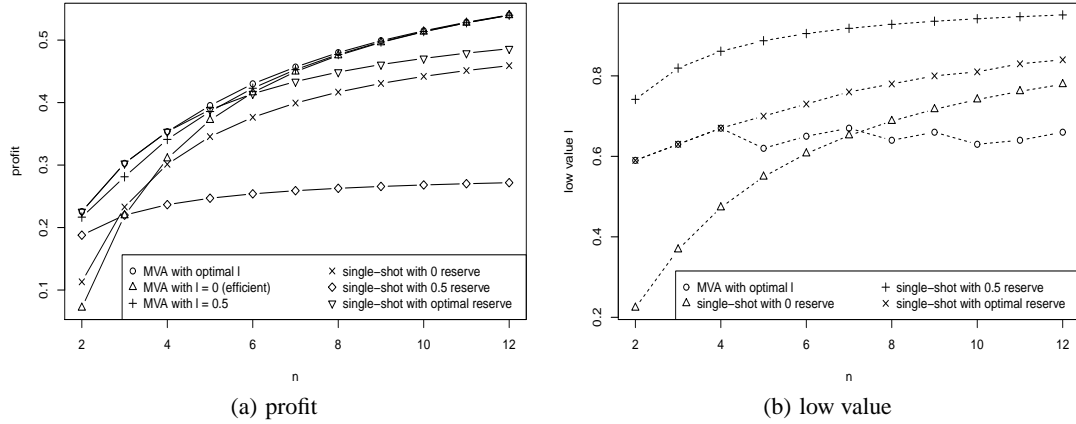 profit
0.5
0.4
0.3
0.2
0.1
MVA with optimal l
MVA with l = 0 (efficient)
MVA with l = 0.5
single−shot with 0 reserve
single−shot with 0.5 reserve
single−shot with optimal reserve
2 4 6 8 10 12
n
(a) profit
low value l
0.8
0.6
0.4
0.2
MVA with optimal l
single−shot with 0 reserve
single−shot with 0.5 reserve
single−shot with optimal reserve
2 4 6 8 10 12
n
(b) low value